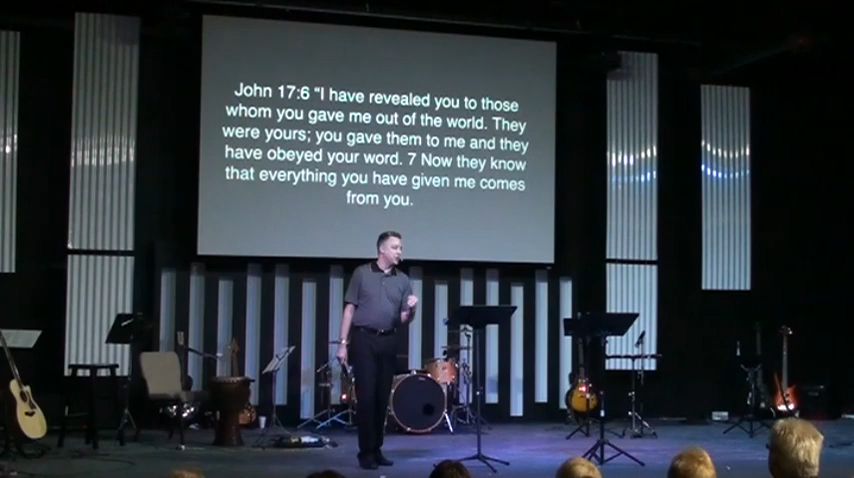 John 17:6 “I have revealed you to those
whom you gave me out of the world. They
were yours; you gave them to me and they
have obeyed your word. 7 Now they know
that everything you have given me comes
from you.